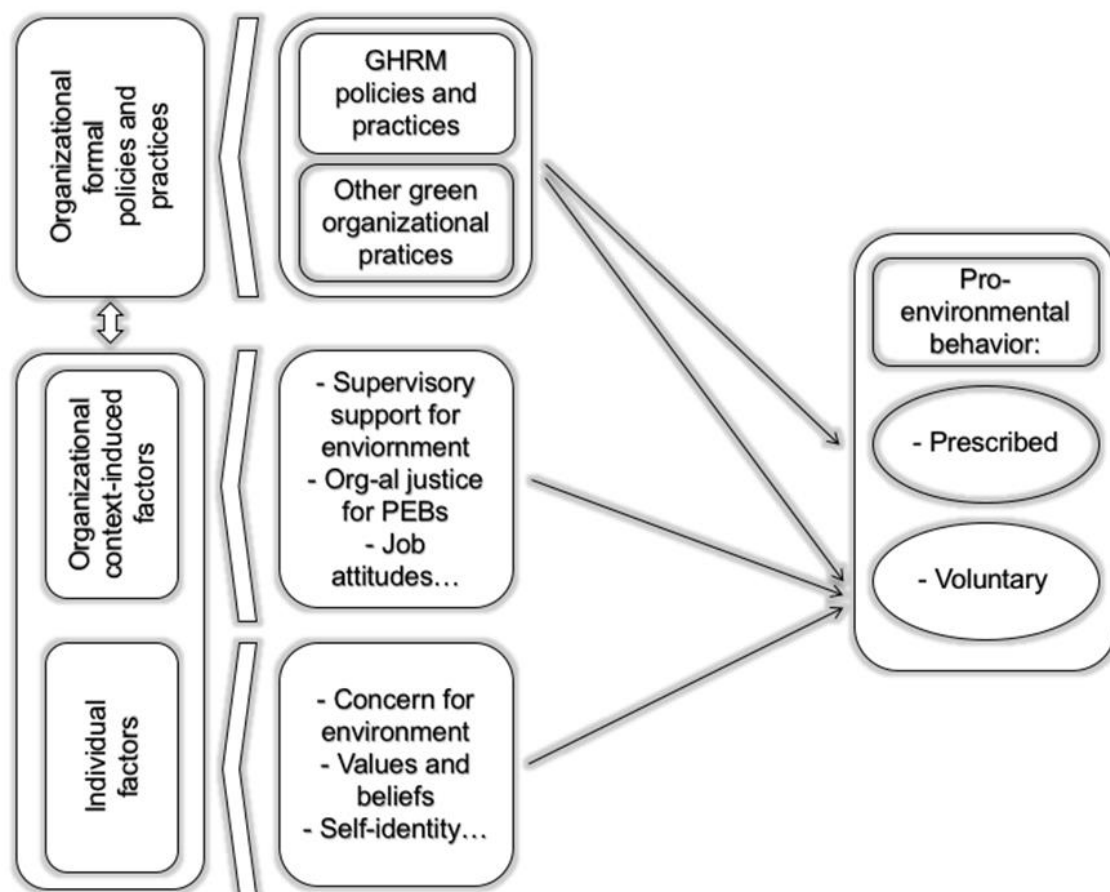 Organizational
formal
policies and
practices
GHRM
policies and
practices
Other green
organizational
pratices
Organizational
context-induced
factors
- Supervisory
support for
enviornment
- Org-al justice
for PEBs
- Job
attitudes…
Individual
factors
- Concern for
environment
- Values and
beliefs
- Self-identity…
Pro-
environmental
behavior:
- Prescribed
- Voluntary